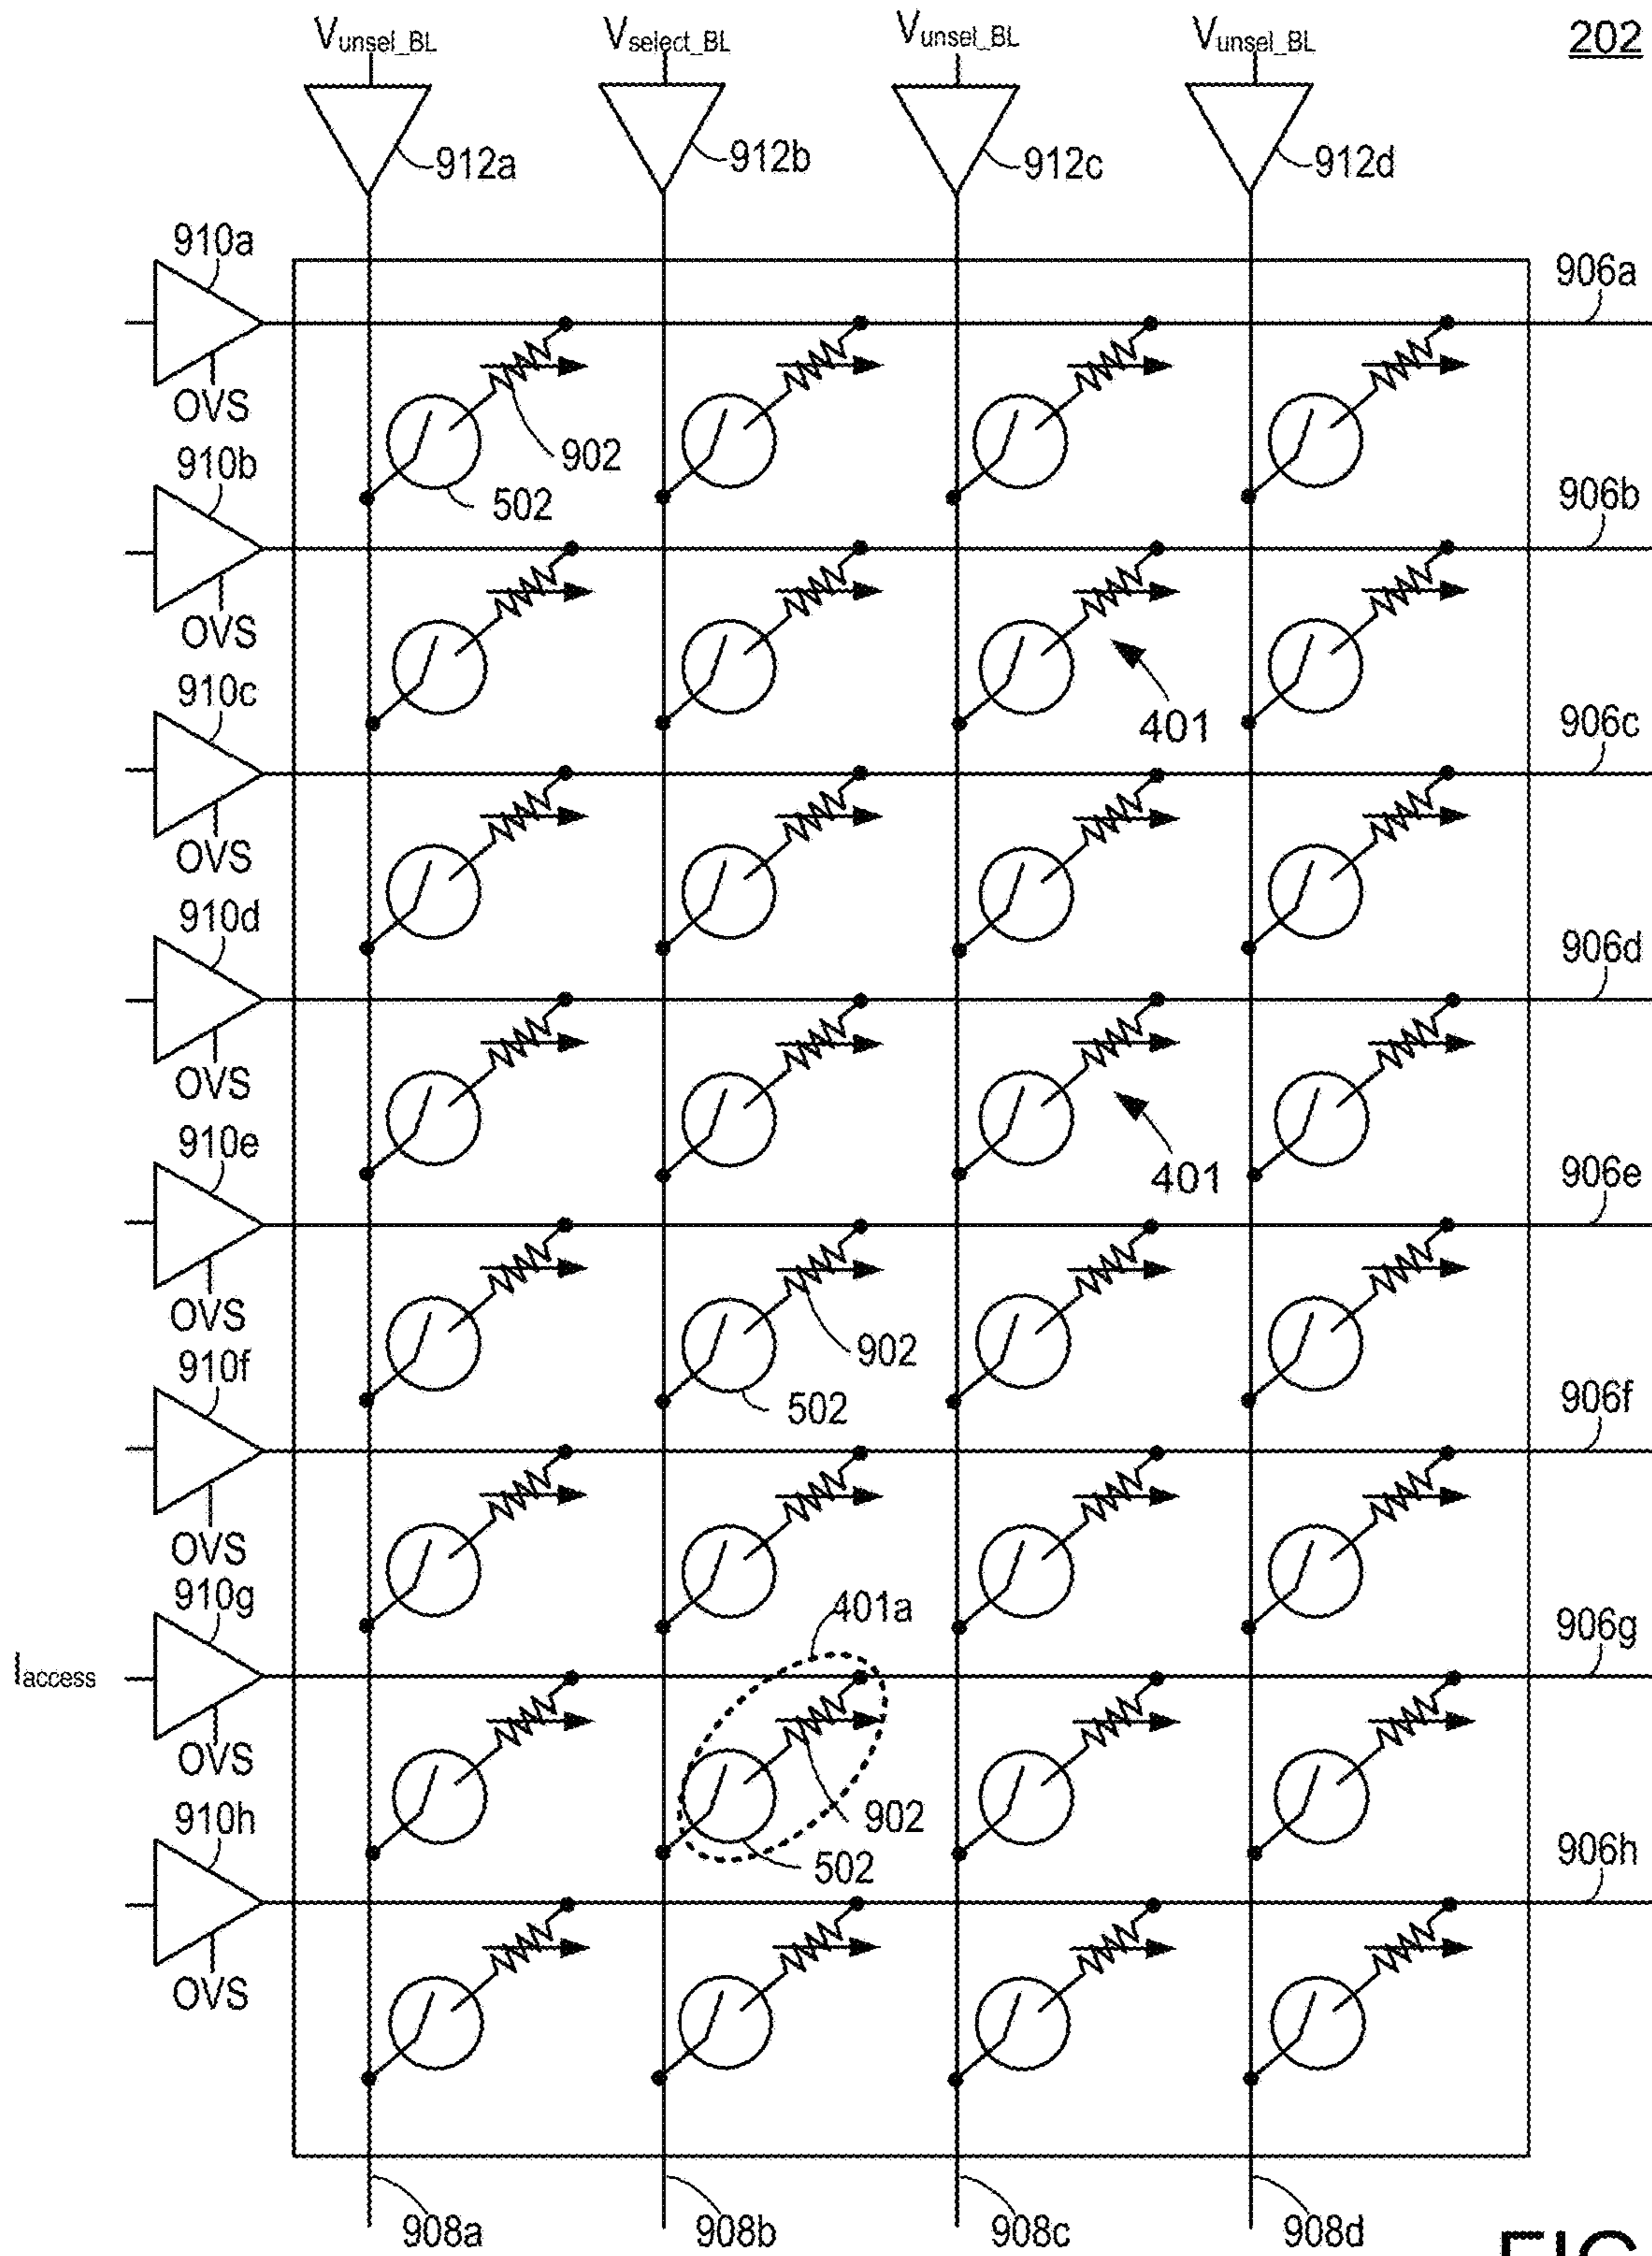 Vunsel_BL Vselect_BL Vunsel_BL Vunsel_BL 202
912a 912b 912c 912d
910a 906a
OVS
902
910b 502 906b
OVS
910c 401 906c
OVS
910d 906d
OVS
910e 401 906e
OVS
902
910f 502 906f
OVS
910g 401a 906g
Iaccess
OVS
902
910h 502 906h
OVS
908a 908b 908c 908d
FIG